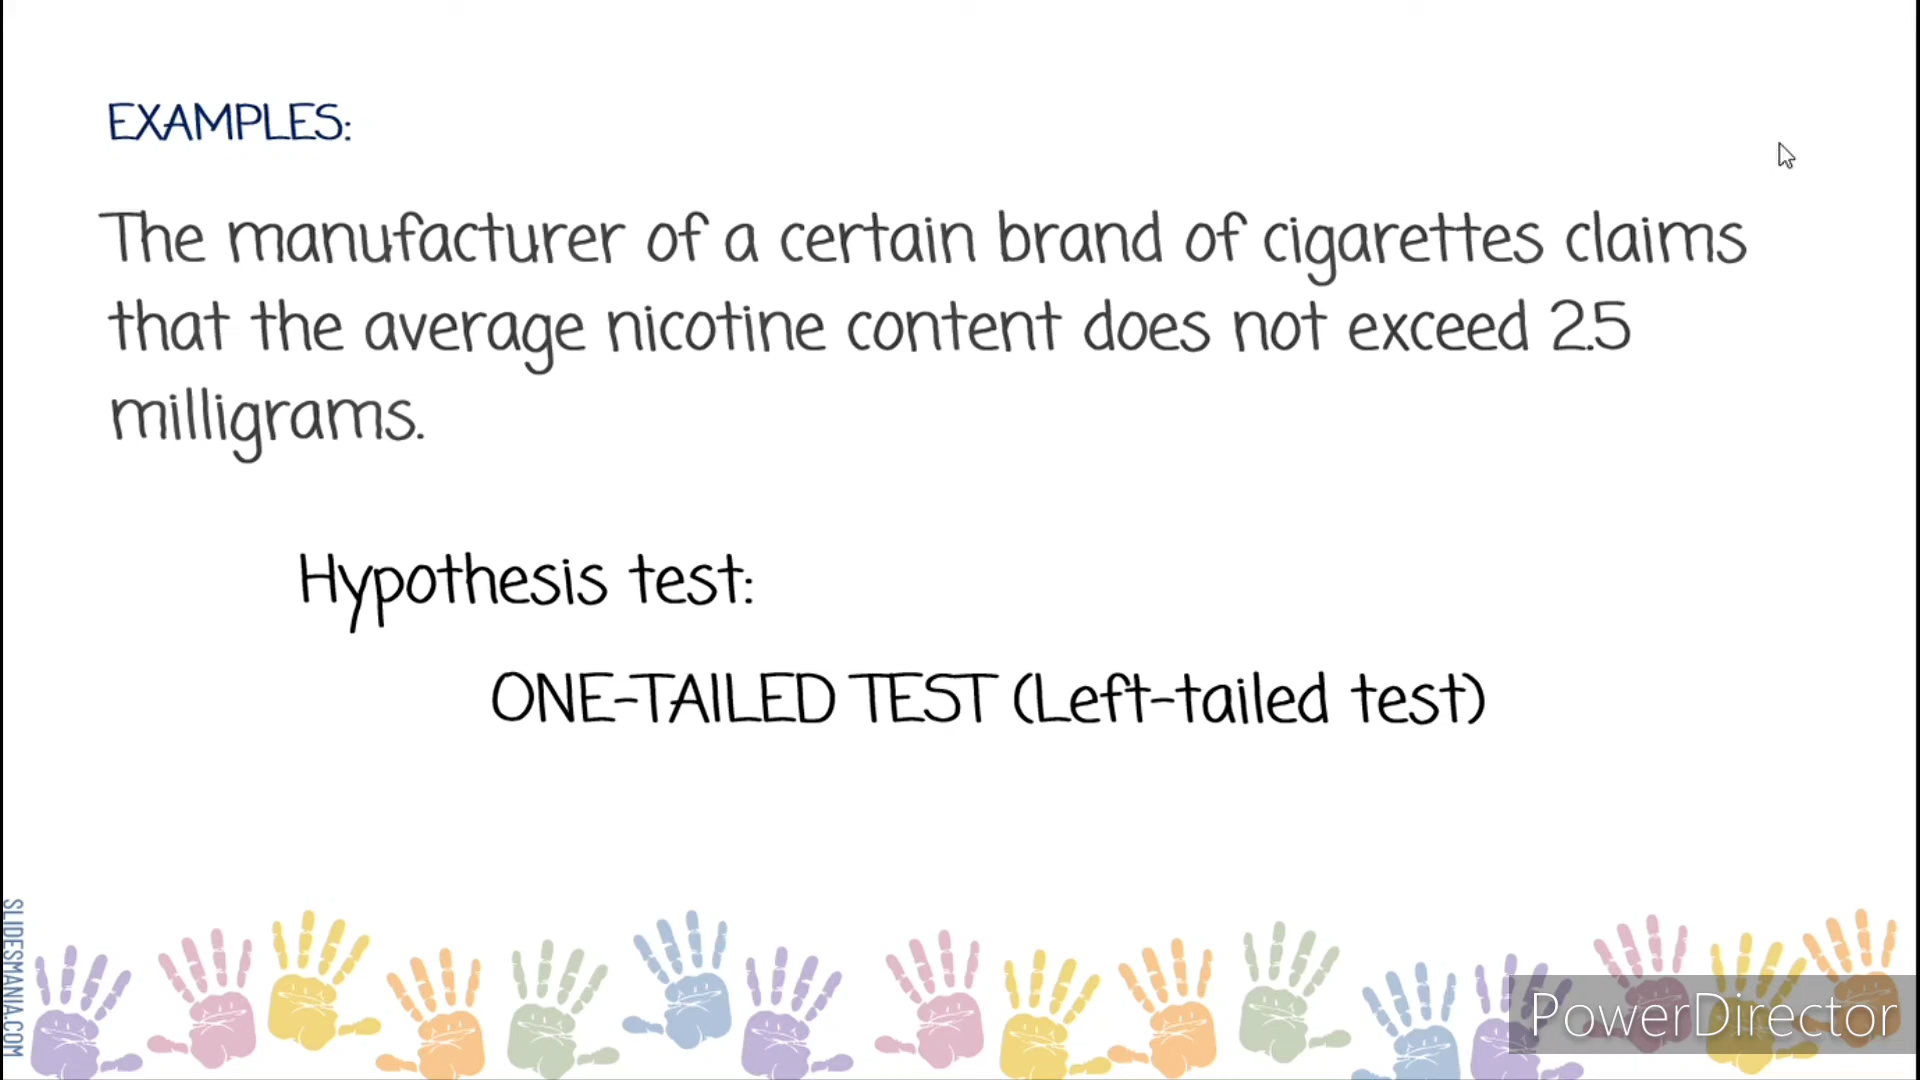 EXAMPLES:
The manufacturer of a certain brand of cigarettes claims
that the average nicotine content does not exceed 2.5
milligrams.
Hypothesis test:
ONE-TAILED TEST (Left-tailed test)
SLIDESMANIA.COM
PowerDirector